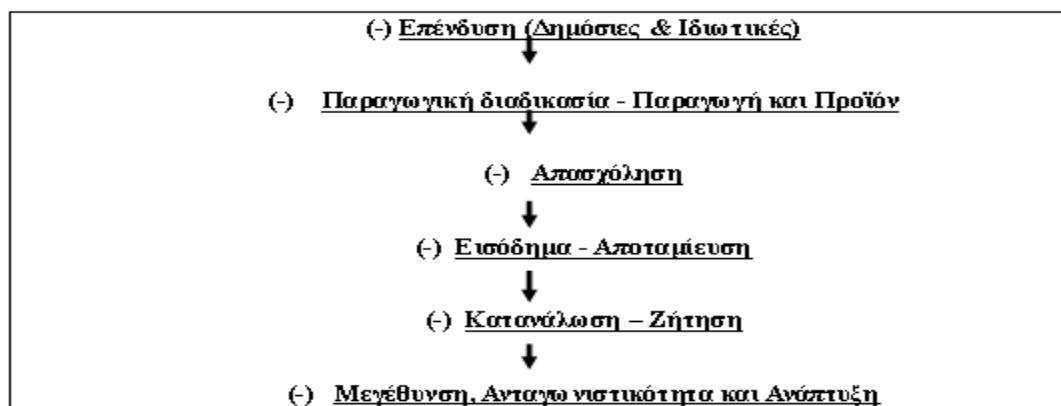 (-) Επένδυση (Δημόσιες & Ιδιωτικές)
(-) Παραγωγική διαδικασία - Παραγωγή και Προϊόν
(-) Απασχόληση
(-) Εισόδημα - Αποταμίευση
(-) Κατανάλωση – Ζήτηση
(-) Μεγέθυνση, Ανταγωνιστικότητα και Ανάπτυξη